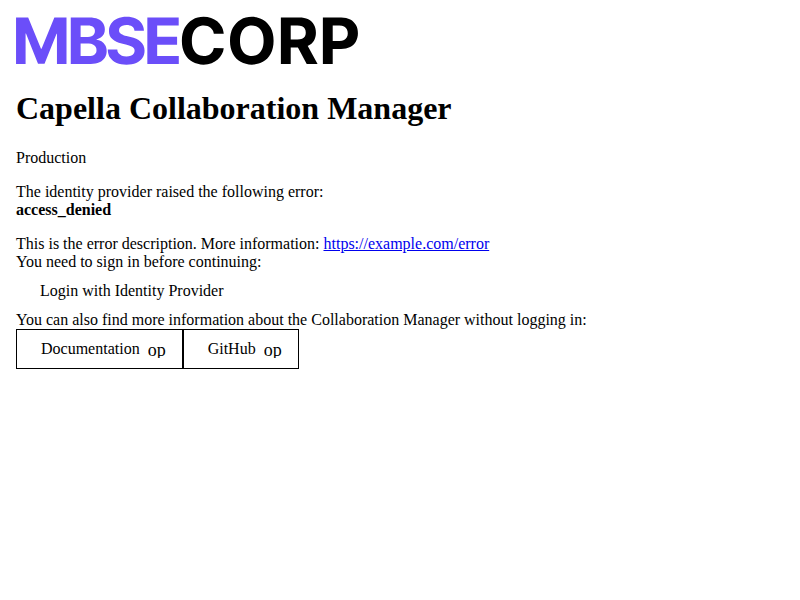 MBSECORP
Capella Collaboration Manager
Production
The identity provider raised the following error:
access_denied
This is the error description. More information: https://example.com/error
You need to sign in before continuing:
Login with Identity Provider
You can also find more information about the Collaboration Manager without logging in:
Documentation op GitHub op